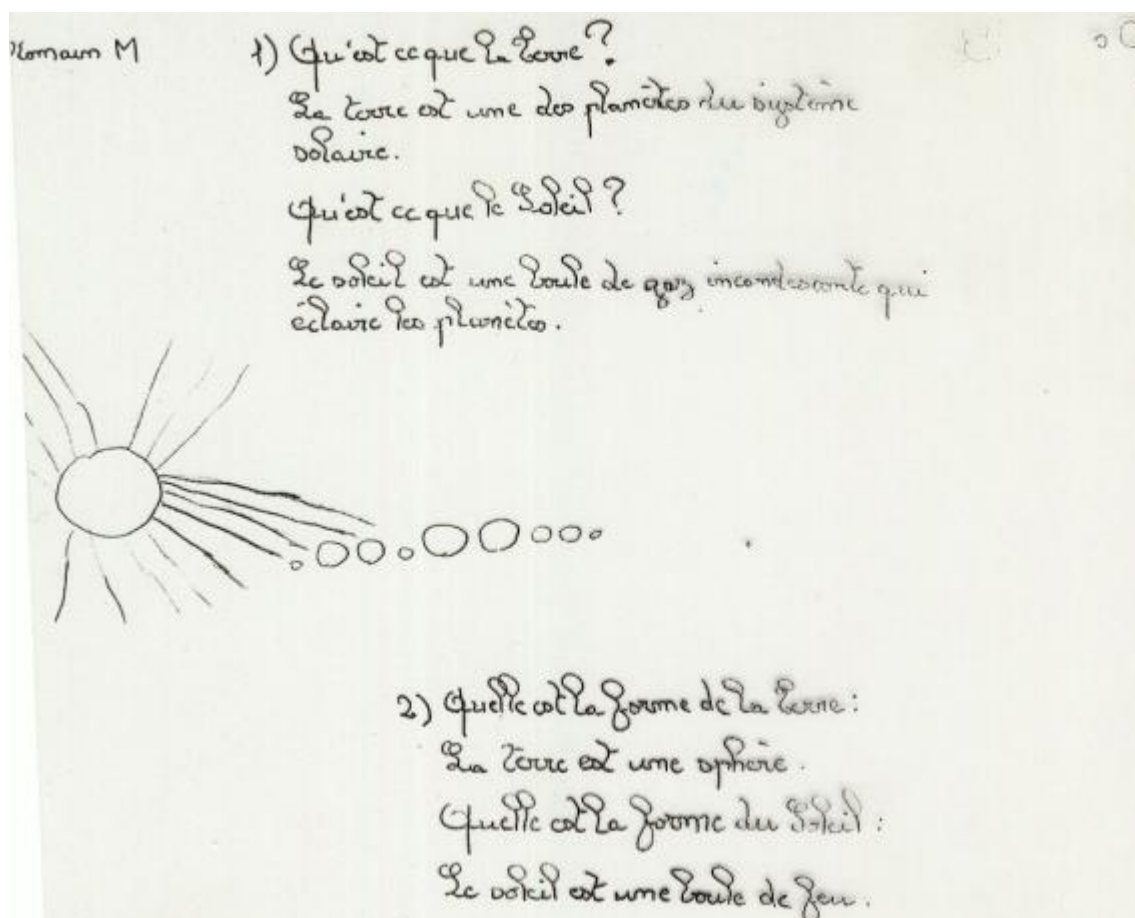 Romain M
1) Qu'est ce que la terre ?
La terre est une des planètes du système
solaire.
Qu'est ce que le Soleil ?
Le soleil est une boule de gaz incandescente qui
éclaire les planètes.
2) Quelle est la forme de la terre :
La terre est une sphère.
Quelle est la forme du Soleil :
Le soleil est une boule de feu.